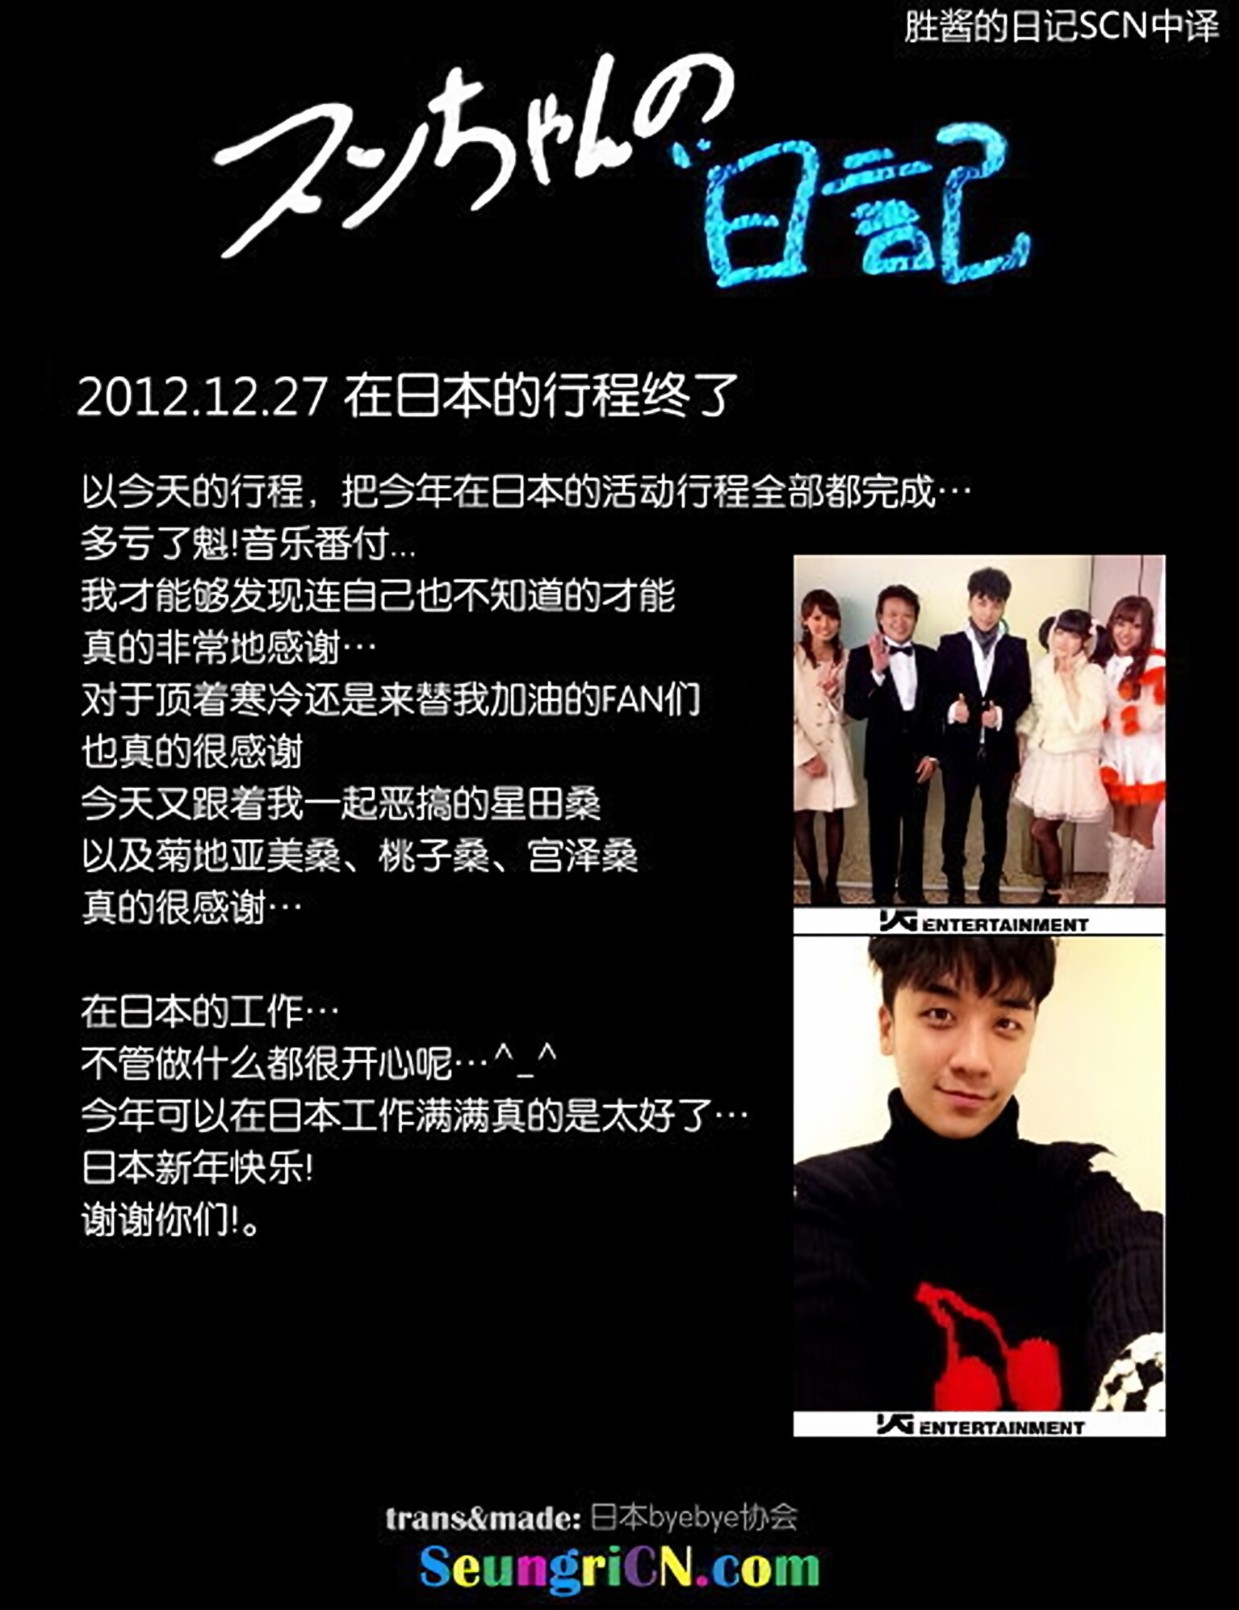 胜酱的日记SCN中译
スンちゃんの
日記
2012.12.27 在日本的行程终了
以今天的行程，把今年在日本的活动行程全部都完成…
多亏了魁!音乐番付...
我才能够发现连自己也不知道的才能
真的非常地感谢…
对于顶着寒冷还是来替我加油的FAN们
也真的很感谢
今天又跟着我一起恶搞的星田桑
以及菊地亚美桑、桃子桑、宫泽桑
真的很感谢…
在日本的工作…
不管做什么都很开心呢…^_^
今年可以在日本工作满满真的是太好了…
日本新年快乐!
谢谢你们!。
YG ENTERTAINMENT
YG ENTERTAINMENT
trans&made: 日本byebye协会
SeungriCN.com